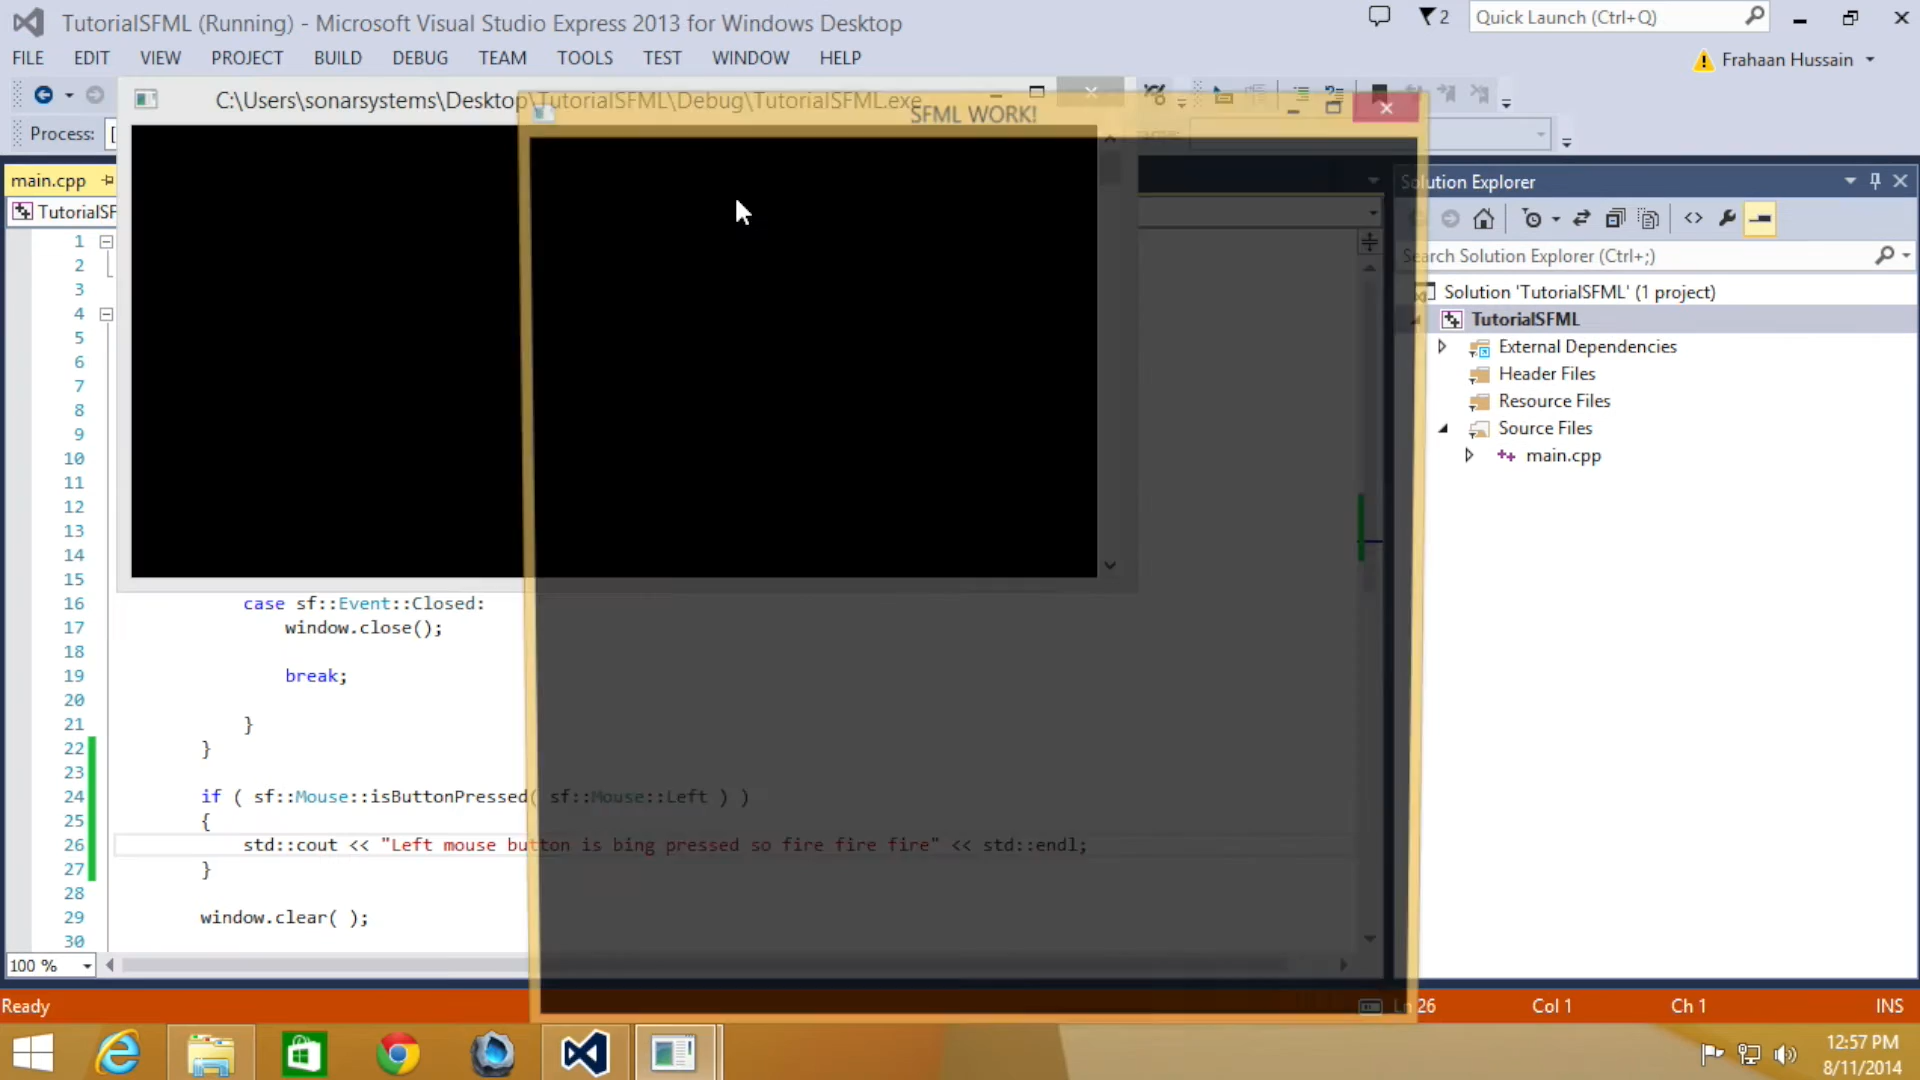 TutorialSFML (Running) - Microsoft Visual Studio Express 2013 for Windows Desktop
2
Quick Launch (Ctrl+Q)
FILE EDIT VIEW PROJECT BUILD DEBUG TEAM TOOLS TEST WINDOW HELP
Frahaan Hussain
C:\Users\sonarsystems\Desktop\TutorialSFML\Debug\TutorialSFML.exe
SFML WORK!
Process:
main.cpp
TutorialSF
Solution Explorer
Search Solution Explorer (Ctrl+;)
Solution 'TutorialSFML' (1 project)
TutorialSFML
External Dependencies
Header Files
Resource Files
Source Files
main.cpp
1
2
3
4
5
6
7
8
9
10
11
12
13
14
15
16 case sf::Event::Closed:
17 window.close();
18
19 break;
20
21 }
22 }
23
24 if ( sf::Mouse::isButtonPressed( sf::Mouse::Left ) )
25 {
26 std::cout << "Left mouse button is bing pressed so fire fire fire" << std::endl;
27 }
28
29 window.clear( );
30
100 %
Ready
Ln 26 Col 1 Ch 1 INS
12:57 PM
8/11/2014